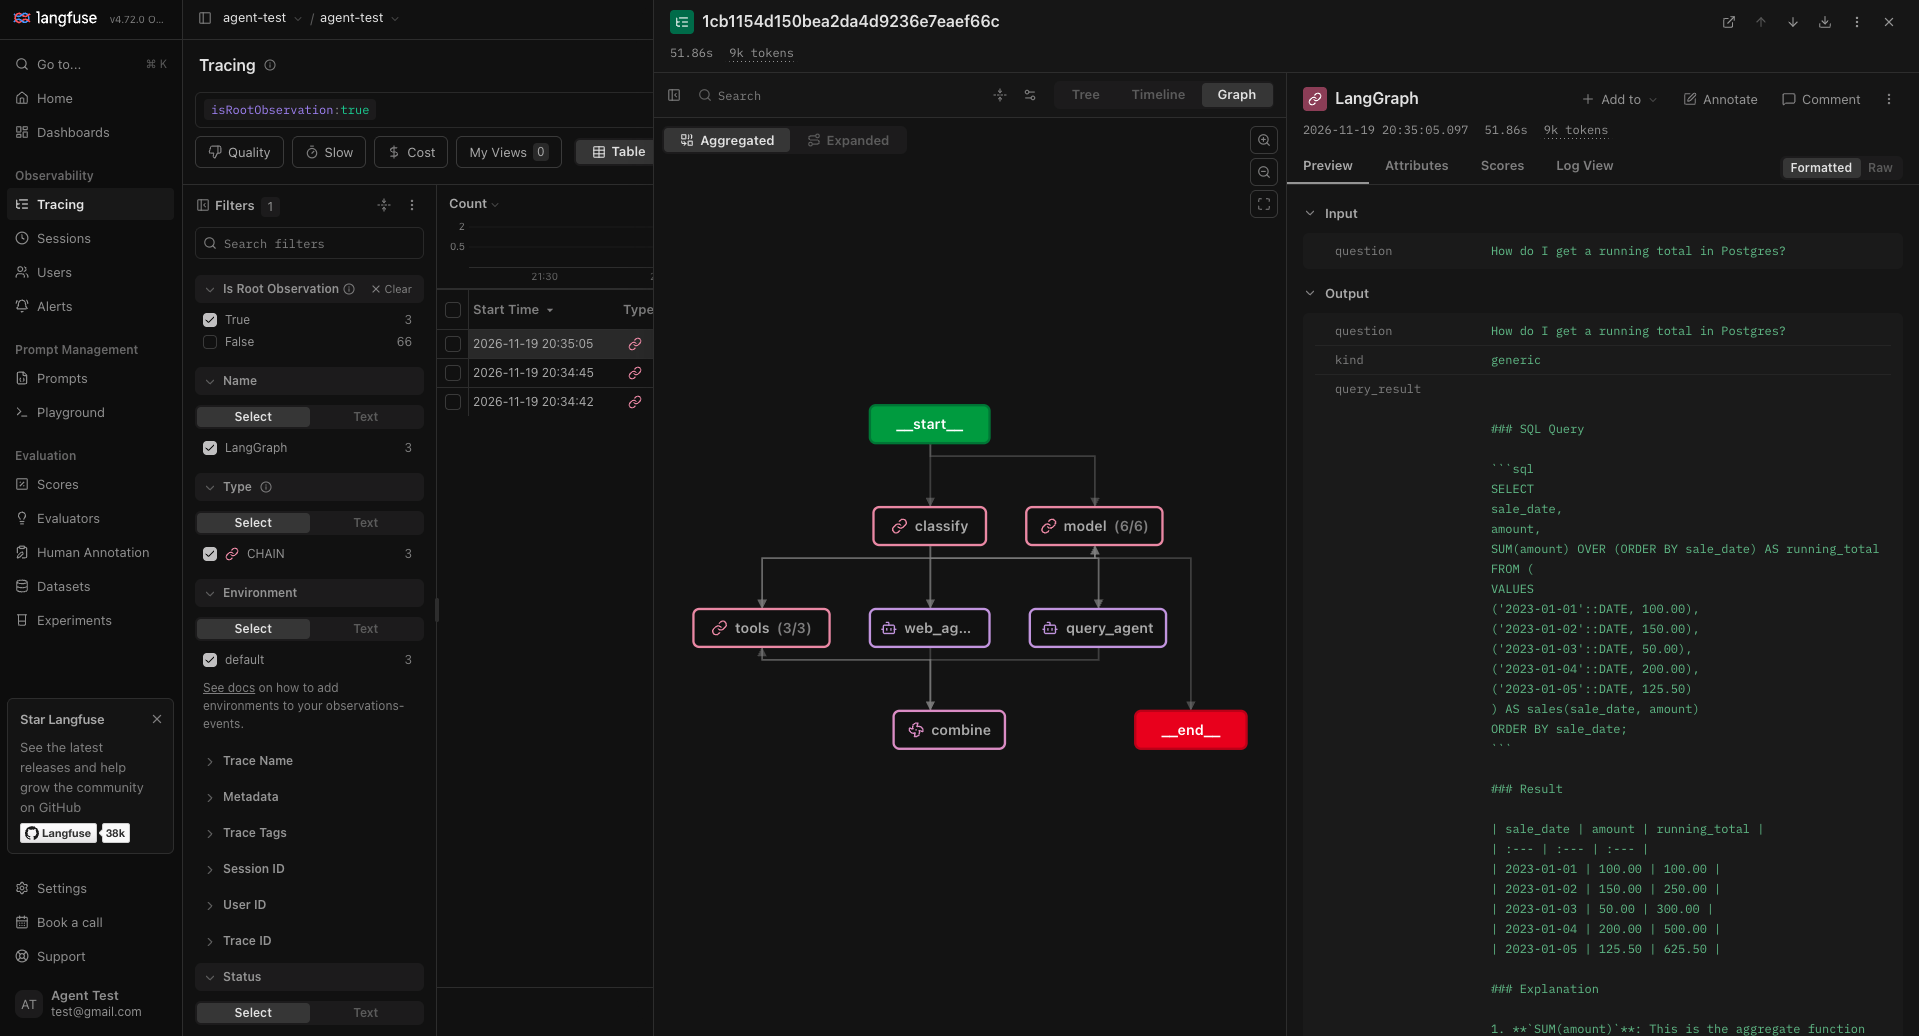 langfuse v4.72.0 O...
Go to... ⌘ K
Home
Dashboards
Observability
Tracing
Sessions
Users
Alerts
Prompt Management
Prompts
Playground
Evaluation
Scores
Evaluators
Human Annotation
Datasets
Experiments
Star Langfuse
See the latest
releases and help
grow the community
on GitHub
Langfuse 38k
Settings
Book a call
Support
AT
Agent Test
test@gmail.com
agent-test / agent-test
Tracing
isRootObservation:true
Quality Slow Cost My Views 0 Table
Filters 1
Search filters
Is Root Observation Clear
True 3
False 66
Name
Select Text
LangGraph 3
Type
Select Text
CHAIN 3
Environment
Select Text
default 3
See docs on how to add
environments to your observations-
events.
Trace Name
Metadata
Trace Tags
Session ID
User ID
Trace ID
Status
Select Text
Count
2
0.5
21:30 2
Start Time Type
2026-11-19 20:35:05
2026-11-19 20:34:45
2026-11-19 20:34:42
1cb1154d150bea2da4d9236e7eaef66c
51.86s 9k tokens
Search
Tree Timeline Graph
Aggregated Expanded
__start__
classify
model (6/6)
tools (3/3)
web_ag...
query_agent
combine
__end__
LangGraph
Add to Annotate Comment
2026-11-19 20:35:05.097 51.86s 9k tokens
Preview Attributes Scores Log View
Formatted Raw
Input
question How do I get a running total in Postgres?
Output
question How do I get a running total in Postgres?
kind generic
query_result
### SQL Query
```sql
SELECT
sale_date,
amount,
SUM(amount) OVER (ORDER BY sale_date) AS running_total
FROM (
VALUES
('2023-01-01'::DATE, 100.00),
('2023-01-02'::DATE, 150.00),
('2023-01-03'::DATE, 50.00),
('2023-01-04'::DATE, 200.00),
('2023-01-05'::DATE, 125.50)
) AS sales(sale_date, amount)
ORDER BY sale_date;
```
### Result
| sale_date | amount | running_total |
| :--- | :--- | :--- |
| 2023-01-01 | 100.00 | 100.00 |
| 2023-01-02 | 150.00 | 250.00 |
| 2023-01-03 | 50.00 | 300.00 |
| 2023-01-04 | 200.00 | 500.00 |
| 2023-01-05 | 125.50 | 625.50 |
### Explanation
1. **`SUM(amount)`**: This is the aggregate function